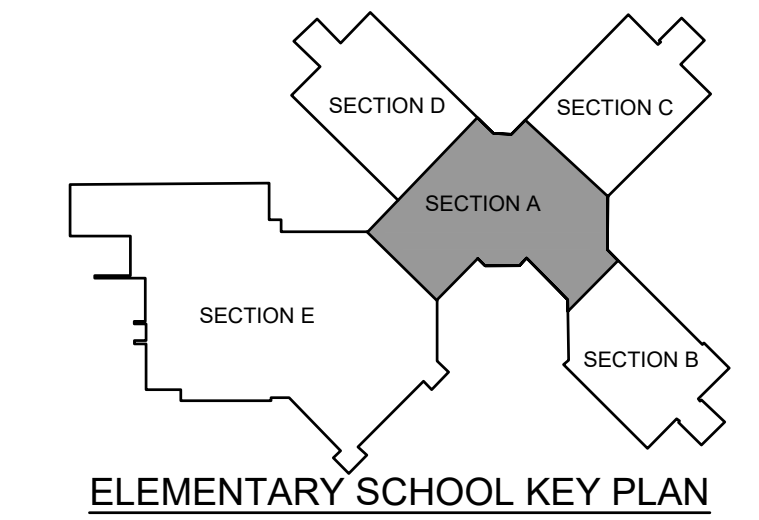 SECTION D
SECTION C
SECTION A
SECTION E
SECTION B
ELEMENTARY SCHOOL KEY PLAN